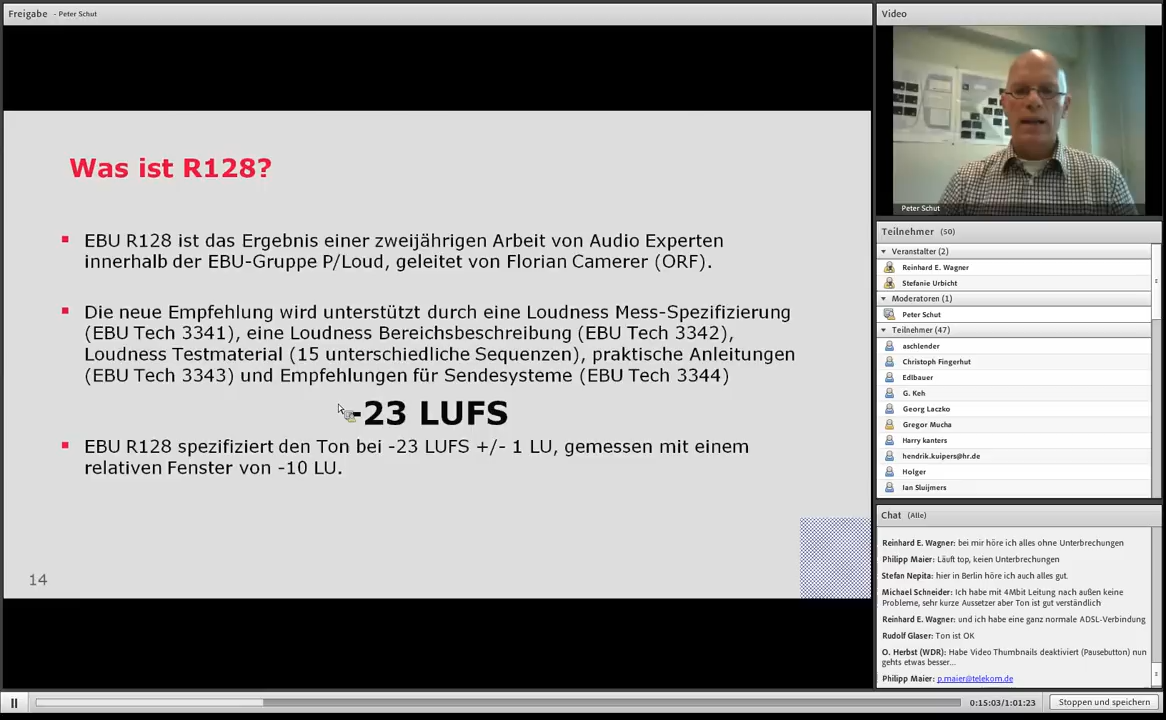 Freigabe - Peter Schut
Was ist R128?
EBU R128 ist das Ergebnis einer zweijährigen Arbeit von Audio Experten
innerhalb der EBU-Gruppe P/Loud, geleitet von Florian Camerer (ORF).
Die neue Empfehlung wird unterstützt durch eine Loudness Mess-Spezifizierung
(EBU Tech 3341), eine Loudness Bereichsbeschreibung (EBU Tech 3342),
Loudness Testmaterial (15 unterschiedliche Sequenzen), praktische Anleitungen
(EBU Tech 3343) und Empfehlungen für Sendesysteme (EBU Tech 3344)
-23 LUFS
EBU R128 spezifiziert den Ton bei -23 LUFS +/- 1 LU, gemessen mit einem
relativen Fenster von -10 LU.
14
Video
Peter Schut
Teilnehmer (50)
Veranstalter (2)
Reinhard E. Wagner
Stefanie Urbicht
Moderatoren (1)
Peter Schut
Teilnehmer (47)
aschlender
Christoph Fingerhut
Edlbauer
G. Keh
Georg Laczko
Gregor Mucha
Harry kanters
hendrik.kuipers@hr.de
Holger
Ian Sluijmers
Chat (Alle)
Reinhard E. Wagner: bei mir höre ich alles ohne Unterbrechungen
Philipp Maier: Läuft top, keien Unterbrechungen
Stefan Nepita: hier in Berlin höre ich auch alles gut.
Michael Schneider: Ich habe mit 4Mbit Leitung nach außen keine
Probleme, sehr kurze Aussetzer aber Ton ist gut verständlich
Reinhard E. Wagner: und ich habe eine ganz normale ADSL-Verbindung
Rudolf Glaser: Ton ist OK
O. Herbst (WDR): Habe Video Thumbnails deaktiviert (Pausebutton) nun
gehts etwas besser...
Philipp Maier: p.maier@telekom.de
0:15:03/1:01:23
Stoppen und speichern